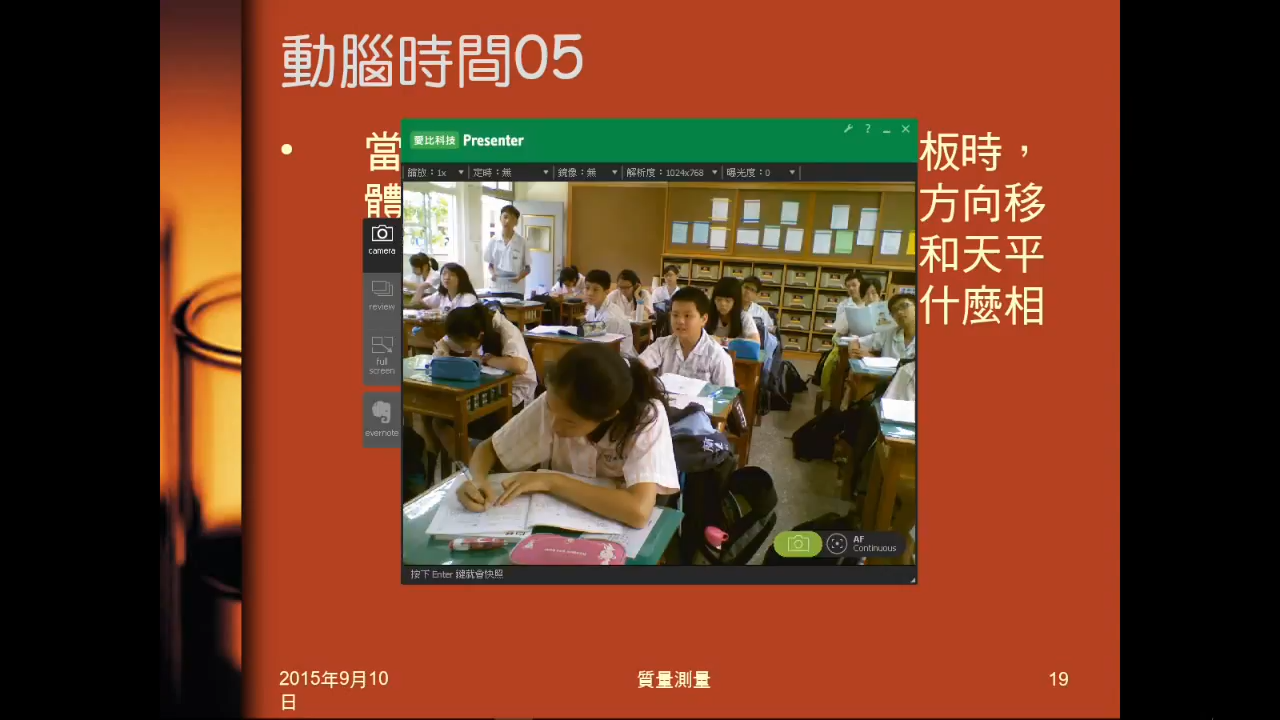 動腦時間05
• 當 板時，
體 方向移
和天平
什麼相
愛比科技 Presenter
縮放：1x 定時：無 鏡像：無 解析度：1024x768 曝光度：0
camera
review
full
screen
evernote
AF
Continuous
按下 Enter 鍵就會快照
2015年9月10
日
質量測量
19